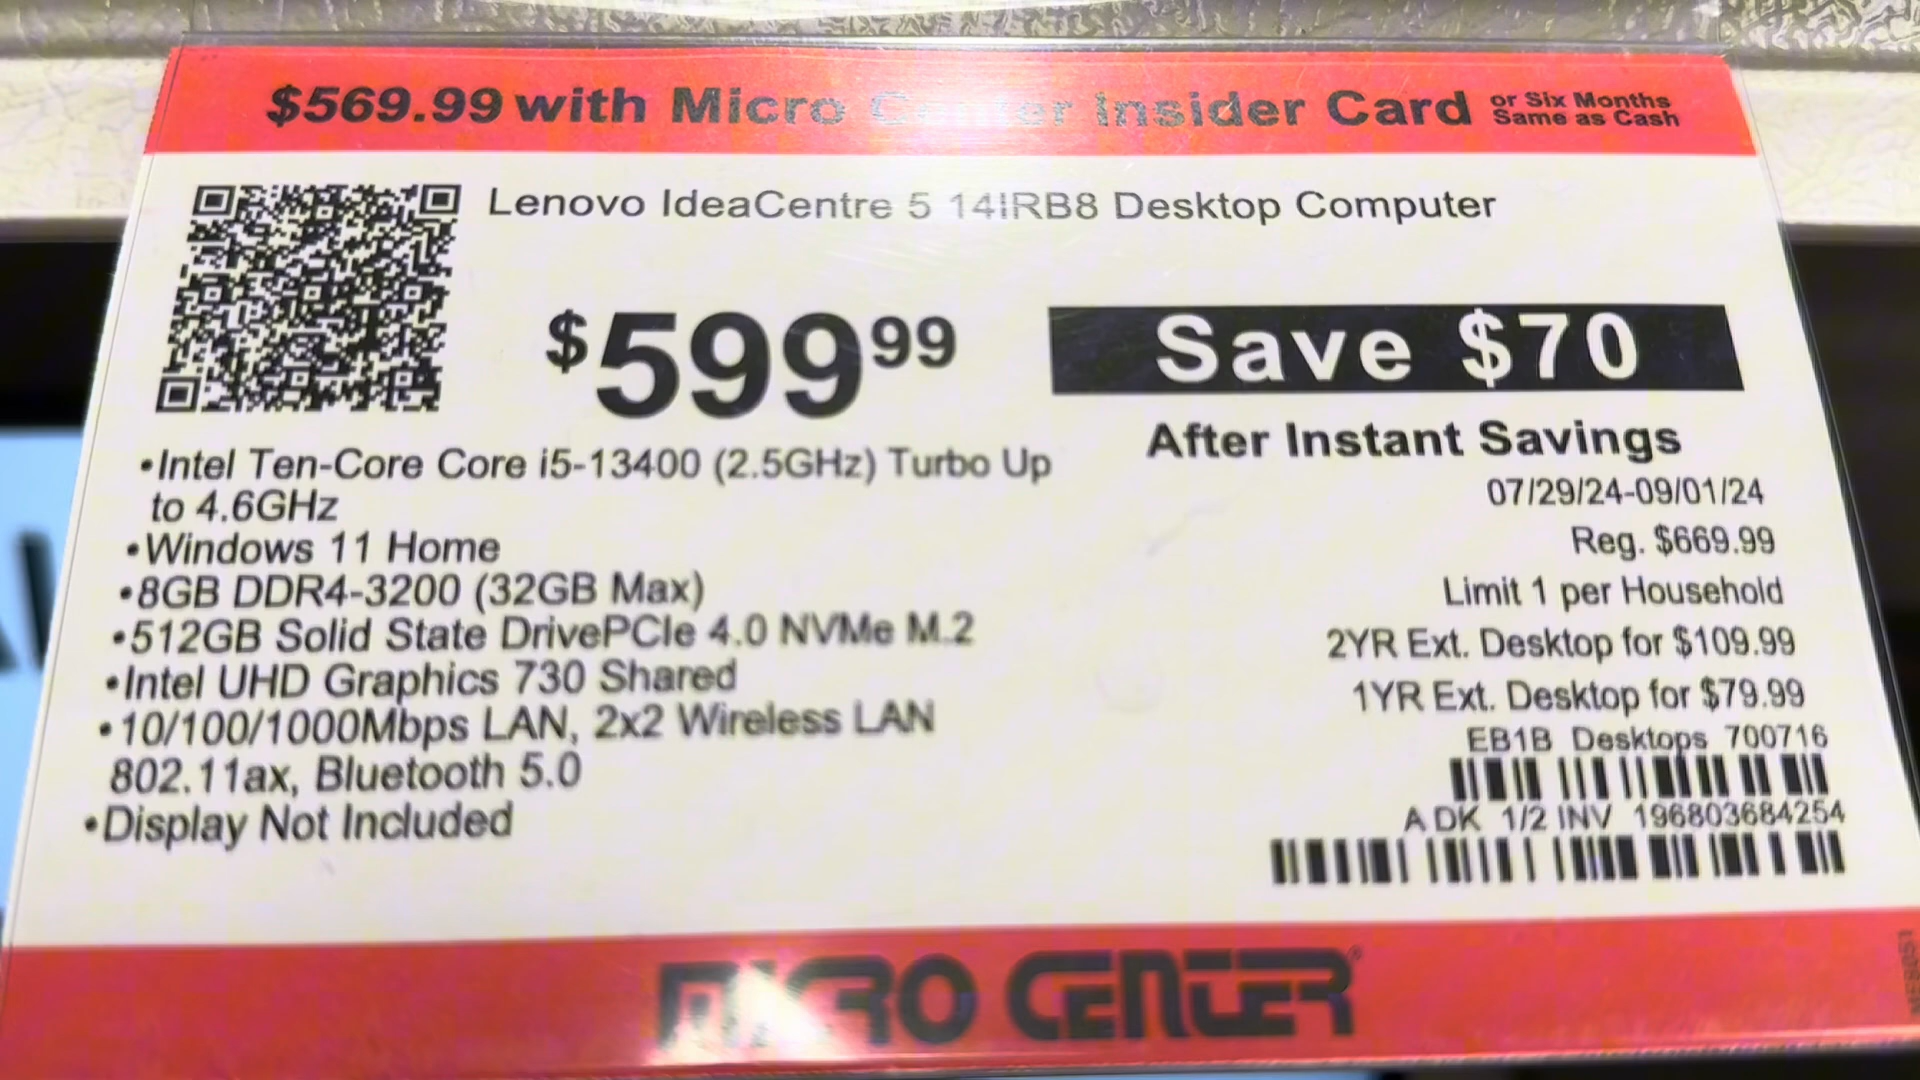 $569.99 with Micro Center Insider Card or Six Months
Same as Cash
Lenovo IdeaCentre 5 14IRB8 Desktop Computer
$599.99
Save $70
After Instant Savings
07/29/24-09/01/24
Reg. $669.99
Limit 1 per Household
2YR Ext. Desktop for $109.99
1YR Ext. Desktop for $79.99
EB1B Desktops 700716
A DK 1/2 INV 196803684254
•Intel Ten-Core Core i5-13400 (2.5GHz) Turbo Up
to 4.6GHz
•Windows 11 Home
•8GB DDR4-3200 (32GB Max)
•512GB Solid State DrivePCIe 4.0 NVMe M.2
•Intel UHD Graphics 730 Shared
•10/100/1000Mbps LAN, 2x2 Wireless LAN
802.11ax, Bluetooth 5.0
•Display Not Included
MICRO CENTER®